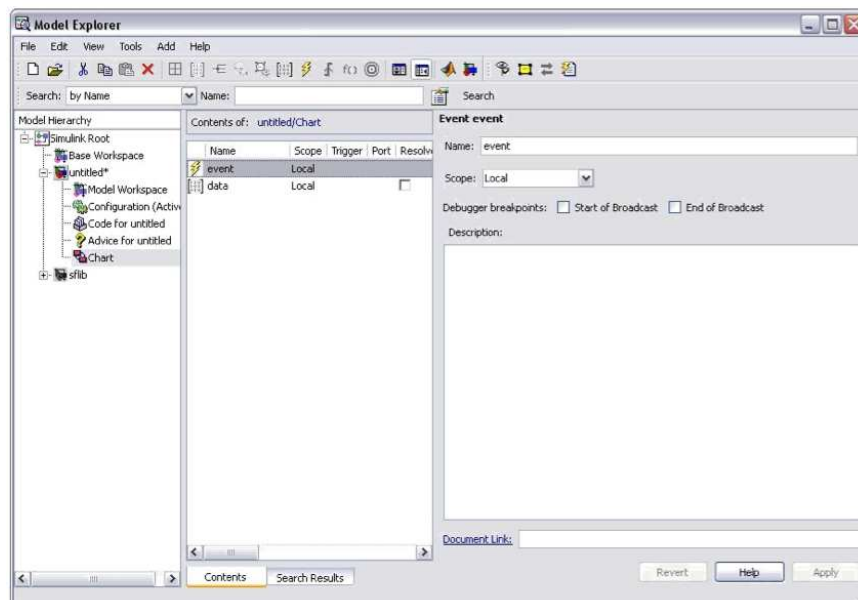 Model Explorer
File Edit View Tools Add Help
Search: by Name Name: Search
Model Hierarchy
Simulink Root
Base Workspace
untitled*
Model Workspace
Configuration (Activ
Code for untitled
Advice for untitled
Chart
sflib
Contents of: untitled/Chart
Name Scope Trigger Port Resolv
event Local
data Local
Contents Search Results
Event event
Name: event
Scope: Local
Debugger breakpoints: Start of Broadcast End of Broadcast
Description:
Document Link:
Revert Help Apply